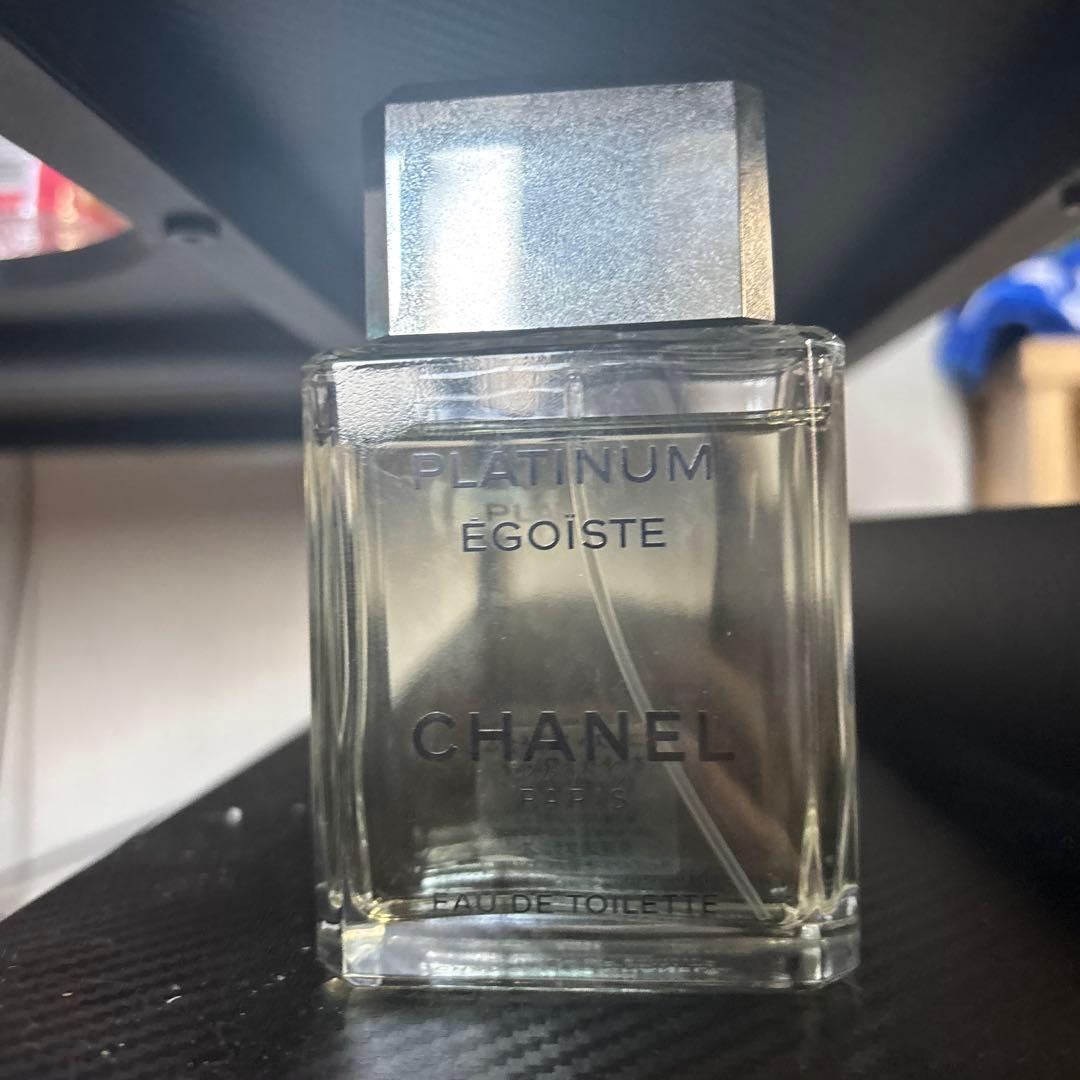 PLATINUM
ÉGOÏSTE
CHANEL
PARIS
EAU DE TOILETTE